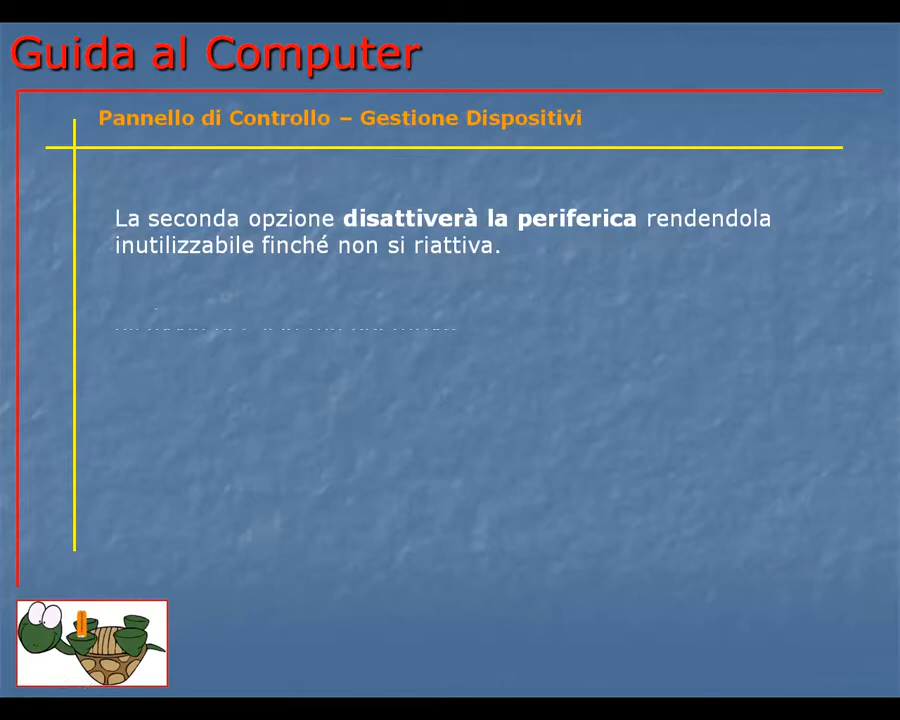 Guida al Computer
Pannello di Controllo – Gestione Dispositivi
La seconda opzione disattiverà la periferica rendendola
inutilizzabile finché non si riattiva.